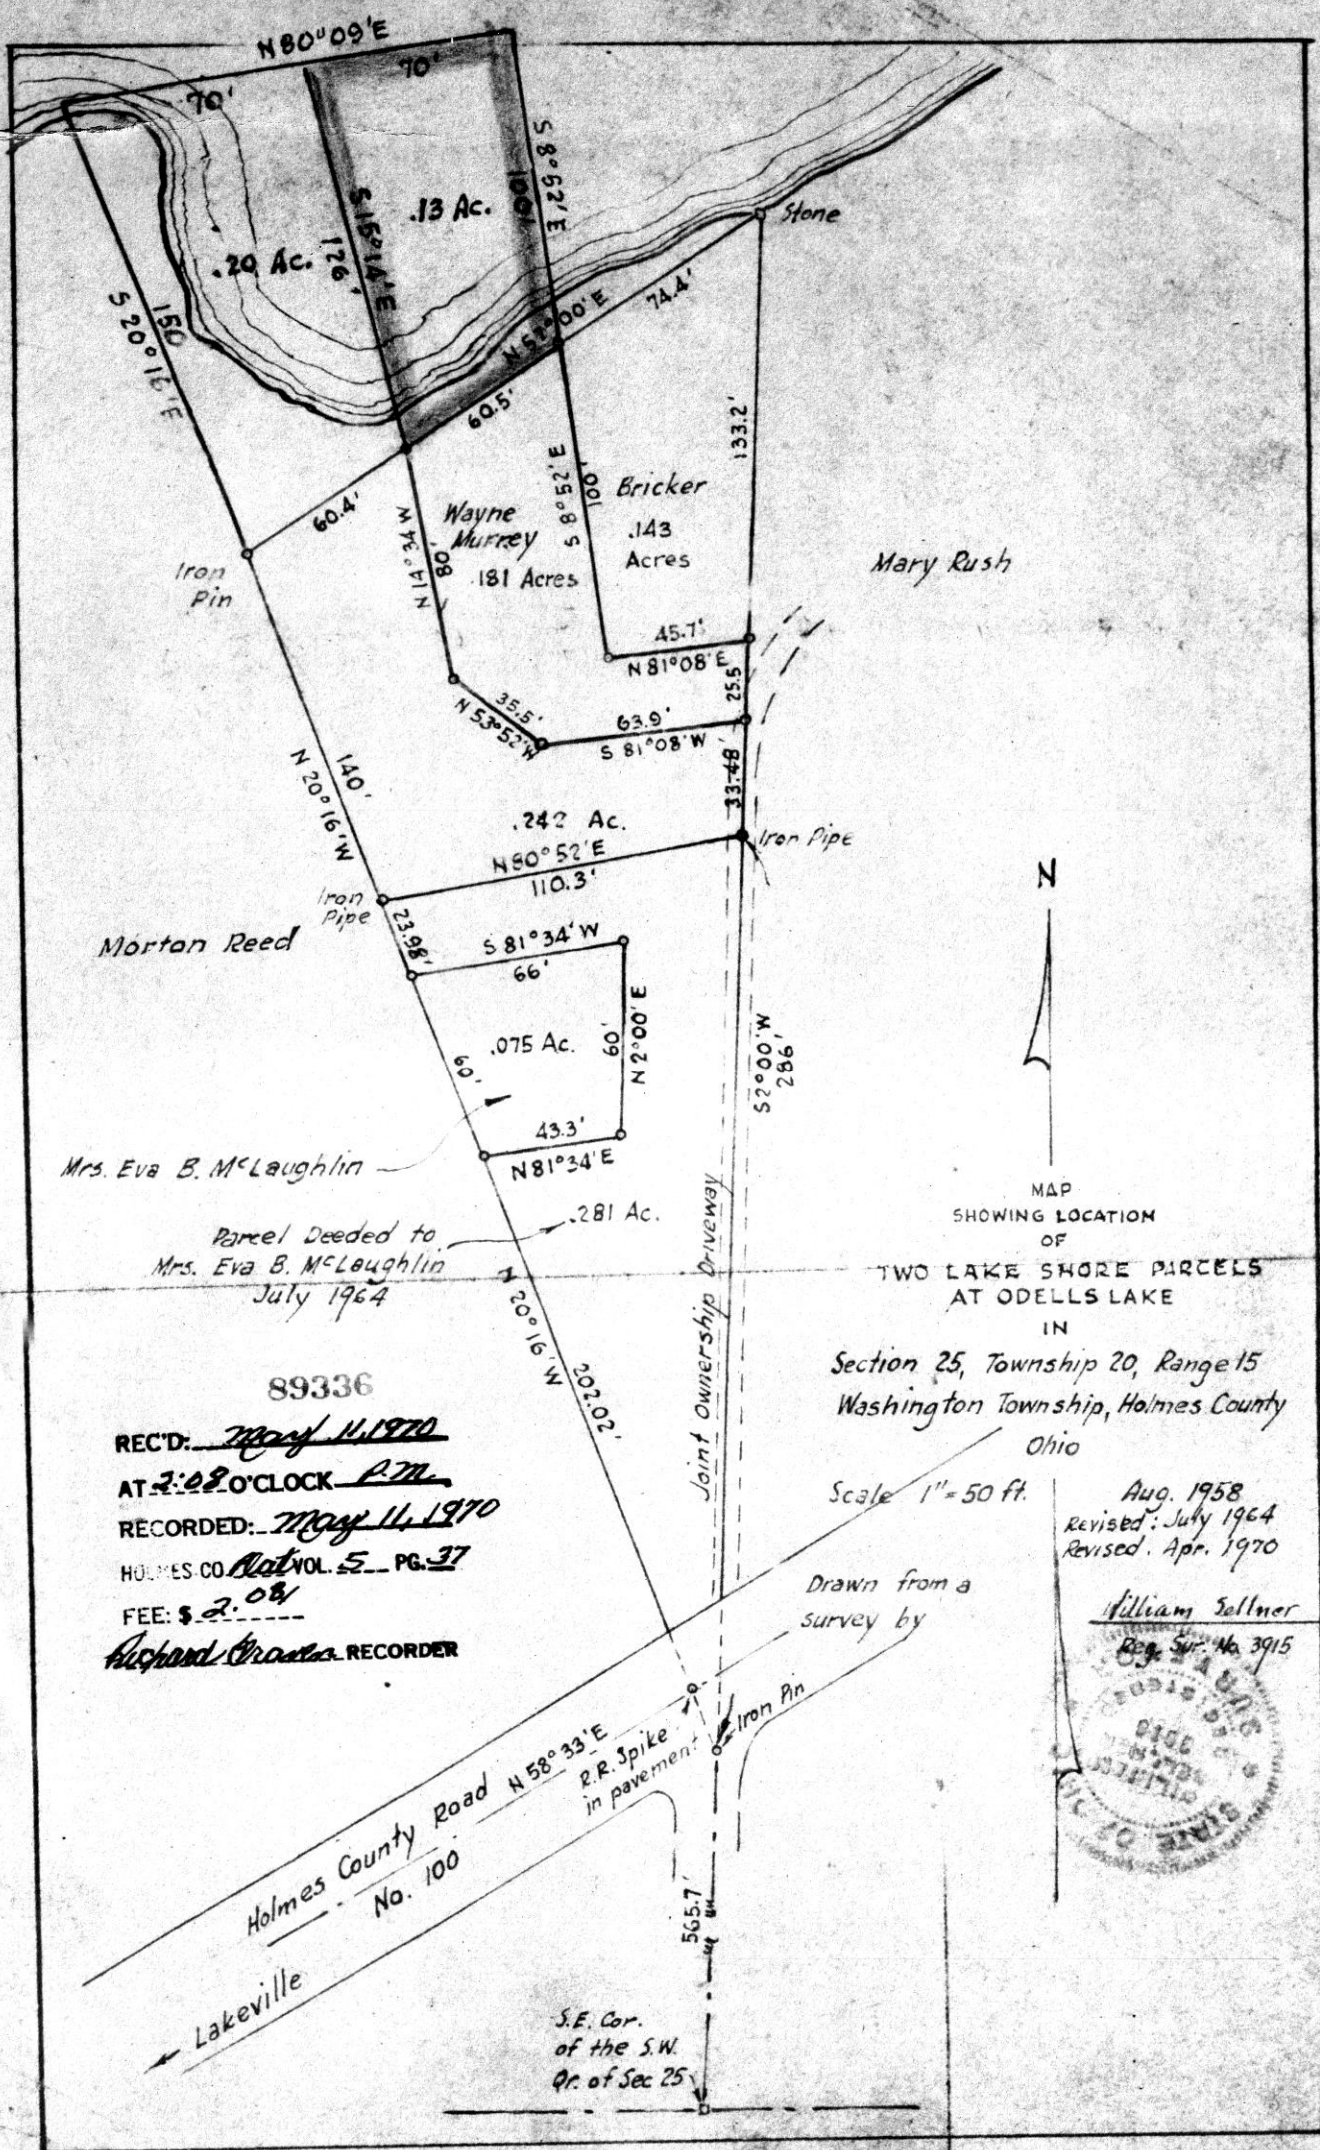 N 80°09'E
70'
70'
S 8°52'E
100'
.13 Ac.
S 15°14'E
126'
.20 Ac.
Stone
150
S 20°16'E
N 57°00'E
74.4'
60.5'
133.2'
60.4'
Iron
Pin
Wayne
Murrey
.181 Acres
N 14°34'W
80'
S 8°52'E
100'
Bricker
.143
Acres
Mary Rush
45.7'
N 81°08'E
25.5'
35.5'
N 53°52'W
63.9'
S 81°08'W
33.48'
140'
N 20°16'W
.242 Ac.
N80°52'E
110.3'
Iron Pipe
Iron
Pipe
N
Morton Reed
23.98'
S 81°34'W
66'
.075 Ac.
60'
N 2°00'E
60'
S2°00'W
286'
43.3'
N81°34'E
Mrs. Eva B. McLaughlin
.281 Ac.
Parcel Deeded to
Mrs. Eva B. McLaughlin
July 1964
N 20°16'W
202.02'
Joint Ownership Driveway
MAP
SHOWING LOCATION
OF
TWO LAKE SHORE PARCELS
AT ODELLS LAKE
IN
Section 25, Township 20, Range 15
Washington Township, Holmes County
Ohio
Scale 1"=50 ft.
Aug. 1958
Revised: July 1964
Revised. Apr. 1970
Drawn from a
survey by
William Sellner
Reg. Sur. No. 3915
89336
REC'D: May 11, 1970
AT 2:08 O'CLOCK P.M.
RECORDED: May 11, 1970
HOLMES CO. Plat VOL. 5 PG. 37
FEE: $ 2.08
Richard RECORDER
Iron Pin
R.R. Spike
in pavement
Holmes County Road N 58°33'E
No. 100
Lakeville
565.7'
S.E. Cor.
of the S.W.
Qr. of Sec 25
STATE OF